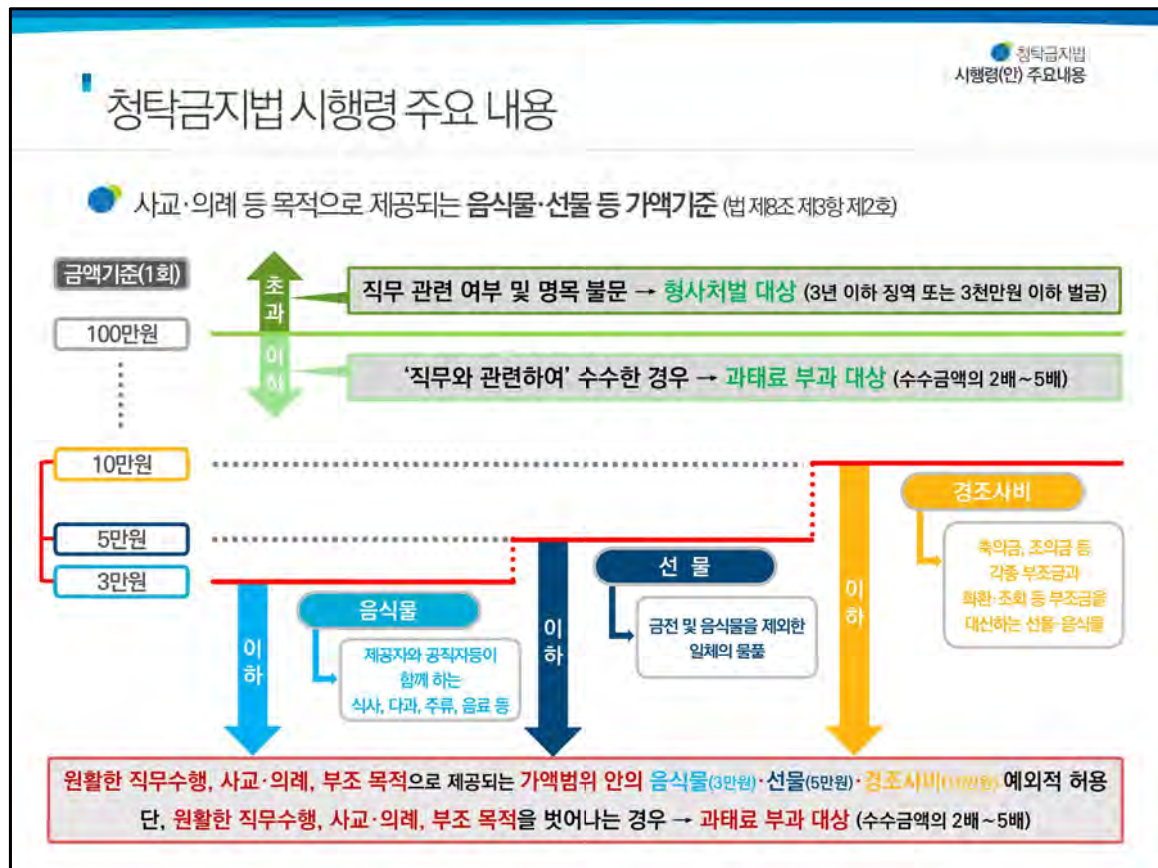 청탁금지법
시행령(안) 주요내용
청탁금지법 시행령 주요 내용
사교·의례 등 목적으로 제공되는 음식물·선물 등 가액기준 (법 제8조 제3항 제2호)
금액기준(1회)
초과
직무 관련 여부 및 명목 불문 → 형사처벌 대상 (3년 이하 징역 또는 3천만원 이하 벌금)
100만원
이하
'직무와 관련하여' 수수한 경우 → 과태료 부과 대상 (수수금액의 2배~5배)
10만원
경조사비
축의금, 조의금 등
각종 부조금과
화환·조화 등 부조금을
대신하는 선물·음식물
이하
5만원
선 물
금전 및 음식물을 제외한
일체의 물품
이하
3만원
음식물
제공자와 공직자등이
함께 하는
식사, 다과, 주류, 음료 등
이하
원활한 직무수행, 사교·의례, 부조 목적으로 제공되는 가액범위 안의 음식물(3만원)·선물(5만원)·경조사비(10만원) 예외적 허용
단, 원활한 직무수행, 사교·의례, 부조 목적을 벗어나는 경우 → 과태료 부과 대상 (수수금액의 2배~5배)